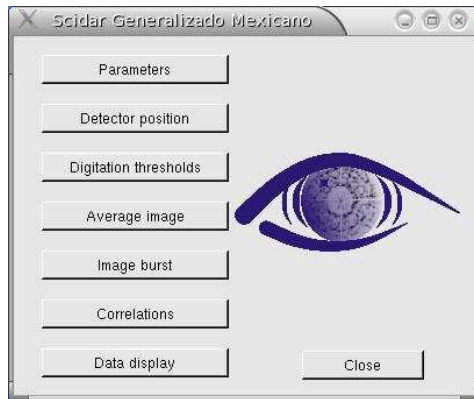 Scidar Generalizado Mexicano
Parameters
Detector position
Digitation thresholds
Average image
Image burst
Correlations
Data display
Close